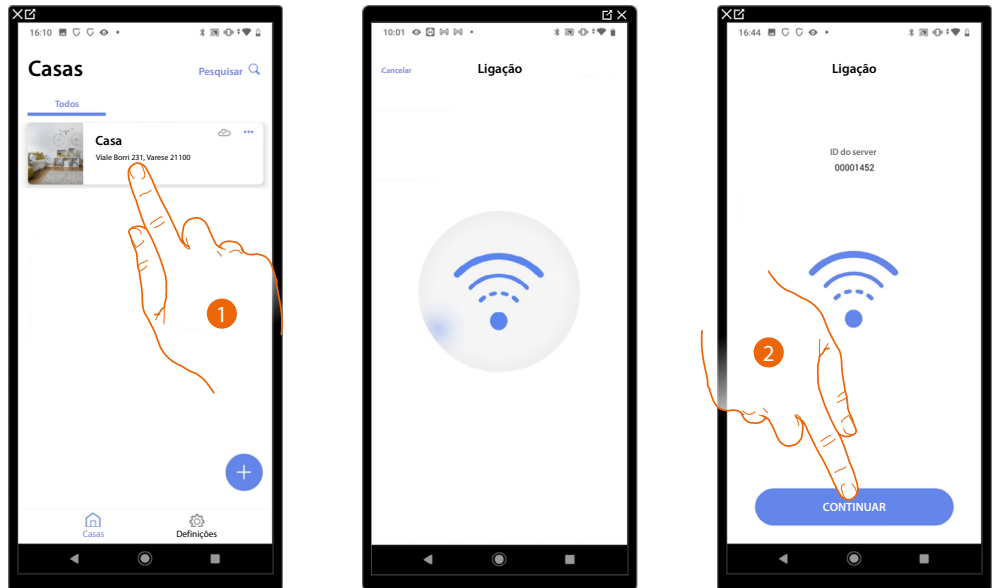 16:10
Casas
Pesquisar
Todos
Casa
Viale Borri 231, Varese 21100
1
Casas
Definições
10:01
Cancelar
Ligação
16:44
Ligação
ID do server
00001452
2
CONTINUAR